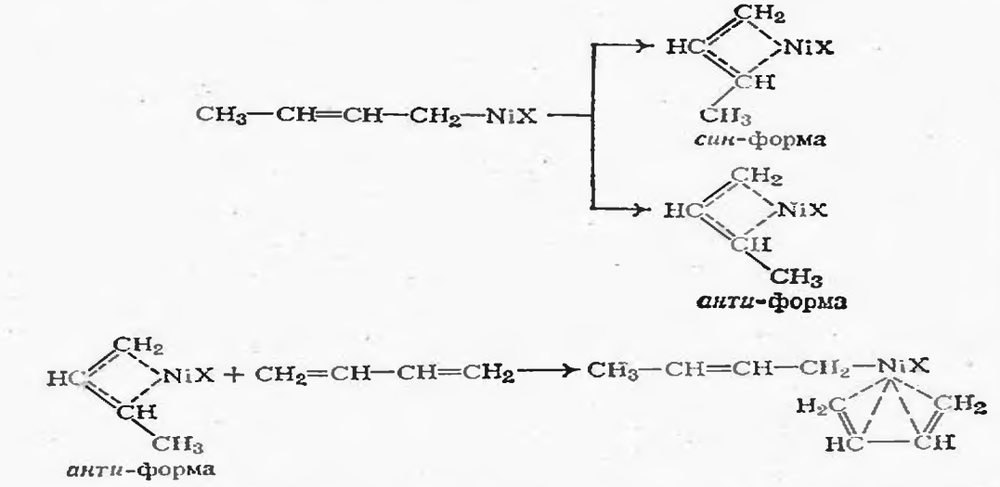 CH₂
HC NiX
CH
CH₃—CH=CH—CH₂—NiX
CH₃
син-форма
CH₂
HC NiX
CH
CH₃
анти-форма
CH₂
HC NiX + CH₂=CH—CH=CH₂ → CH₃—CH=CH—CH₂—NiX
CH
H₂C CH₂
CH₃
HC—CH
анти-форма